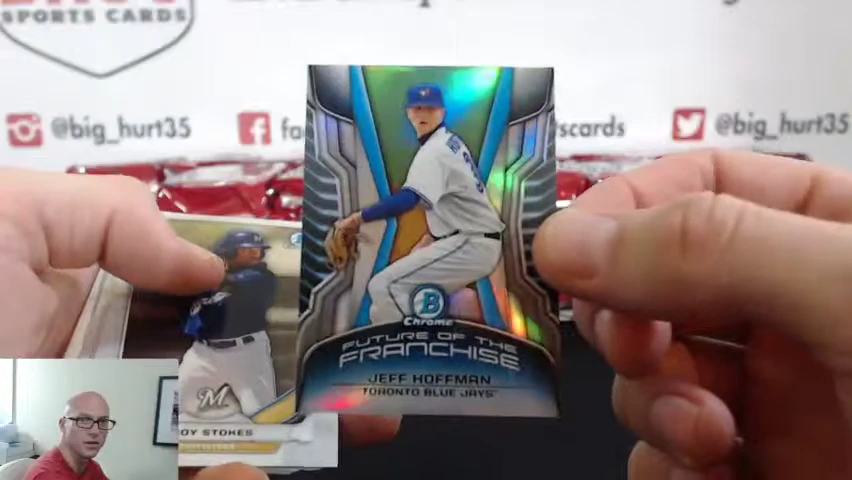 SPORTS CARDS
@big_hurt35
scards
@big_hurt35
B
Chrome
FUTURE OF THE
FRANCHISE
JEFF HOFFMAN
TORONTO BLUE JAYS
M
OY STOKES